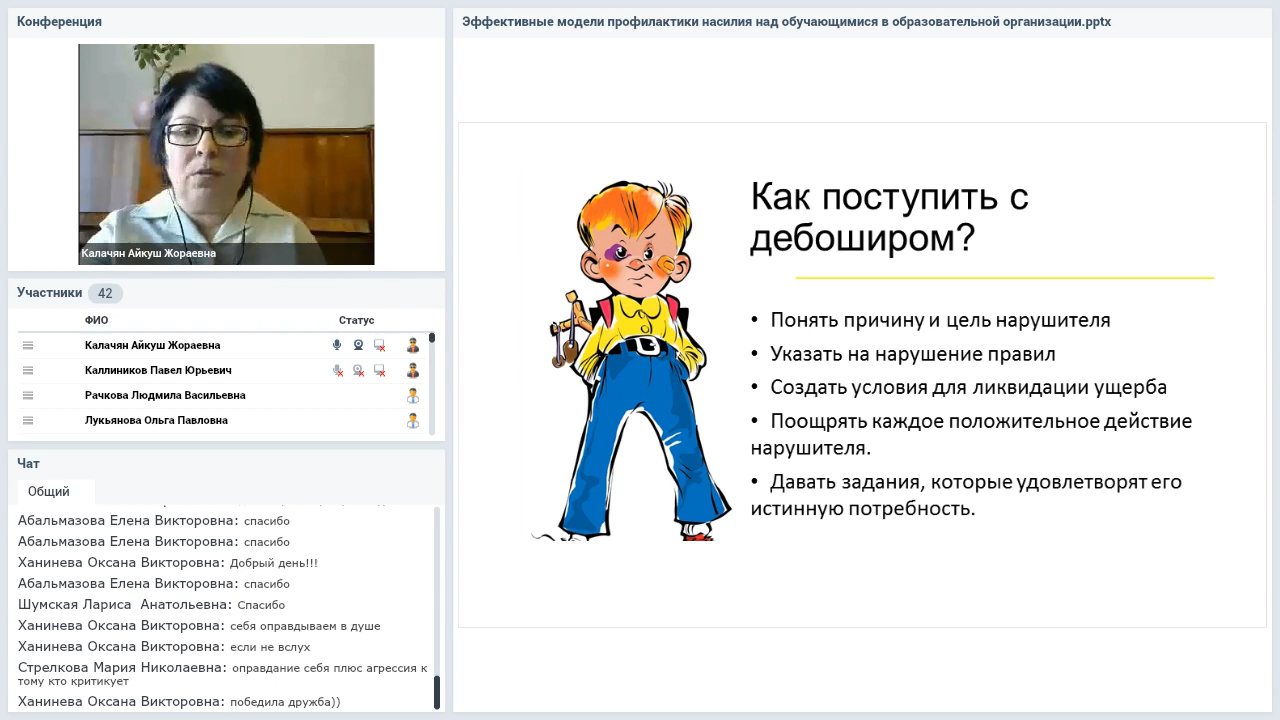 Конференция
Калачян Айкуш Жораевна
Участники 42
ФИО Статус
Калачян Айкуш Жораевна
Каллиников Павел Юрьевич
Рачкова Людмила Васильевна
Лукьянова Ольга Павловна
Чат
Общий
Абальмазова Елена Викторовна: спасибо
Абальмазова Елена Викторовна: спасибо
Ханинева Оксана Викторовна: Добрый день!!!
Абальмазова Елена Викторовна: спасибо
Шумская Лариса Анатольевна: Спасибо
Ханинева Оксана Викторовна: себя оправдываем в душе
Ханинева Оксана Викторовна: если не вслух
Стрелкова Мария Николаевна: оправдание себя плюс агрессия к
тому кто критикует
Ханинева Оксана Викторовна: победила дружба))
Эффективные модели профилактики насилия над обучающимися в образовательной организации.pptx
Как поступить с
дебоширом?
• Понять причину и цель нарушителя
• Указать на нарушение правил
• Создать условия для ликвидации ущерба
• Поощрять каждое положительное действие
нарушителя.
• Давать задания, которые удовлетворят его
истинную потребность.